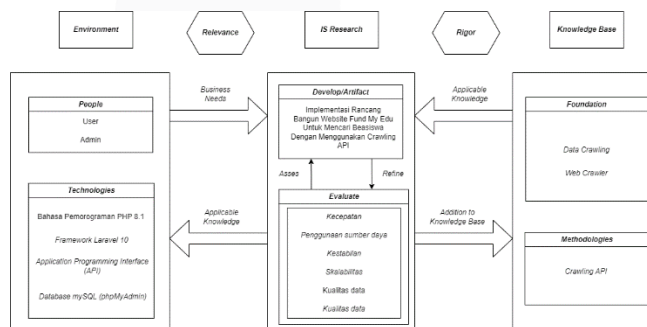 Environment
Relevance
IS Research
Rigor
Knowledge Base
People
User
Admin
Technologies
Bahasa Pemorograman PHP 8.1
Framework Laravel 10
Application Programming Interface
(API)
Database mySQL (phpMyAdmin)
Business
Needs
Applicable
Knowledge
Develop/Artifact
Implementasi Rancang
Bangun Website Fund My Edu
Untuk Mencari Beasiswa
Dengan Menggunakan Crawling
API
Asses
Refine
Evaluate
Kecepatan
Penggunaan sumber daya
Kestabilan
Skalabilitas
Kualitas data
Kualitas data
Applicable
Knowledge
Addition to
Knowledge Base
Foundation
Data Crawling
Web Crawler
Methodologies
Crawling API